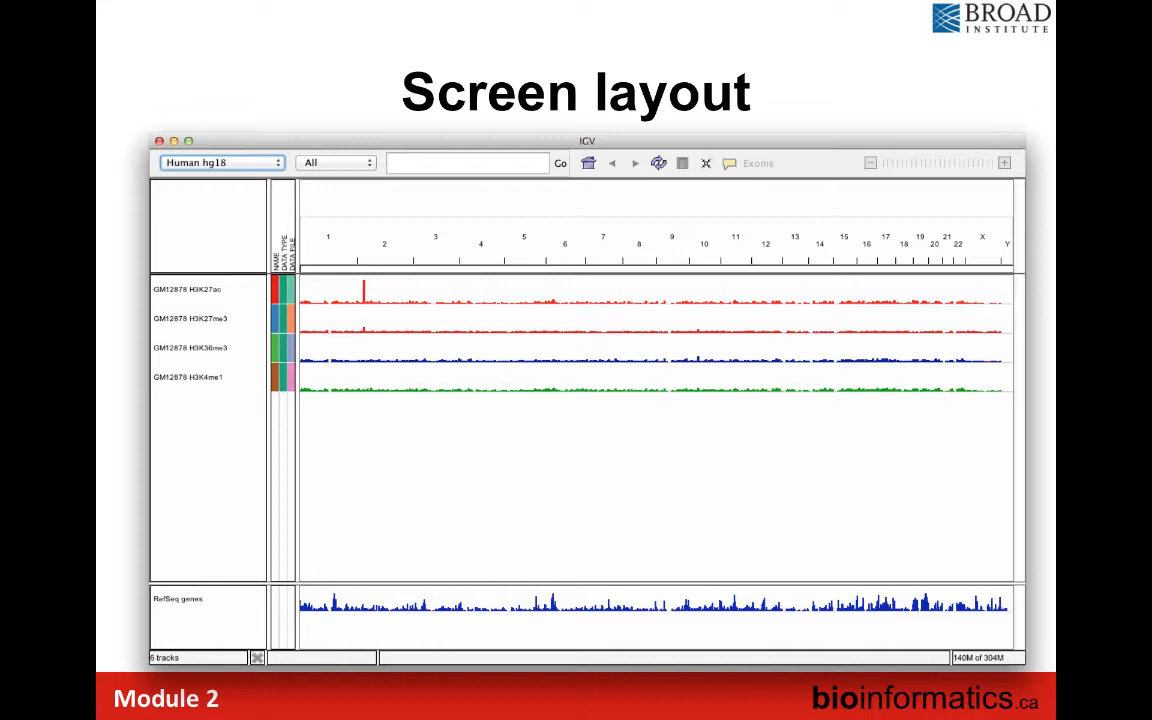 BROAD
INSTITUTE
Screen layout
IGV
Human hg18 All Go Exome
NAME
DATA TYPE
DATA FILE
1 2 3 4 5 6 7 8 9 10 11 12 13 14 15 16 17 18 19 20 21 22 X Y
GM12878 H3K27ac
GM12878 H3K27me3
GM12878 H3K36me3
GM12878 H3K4me1
RefSeq genes
6 tracks 140M of 304M
Module 2 bioinformatics.ca